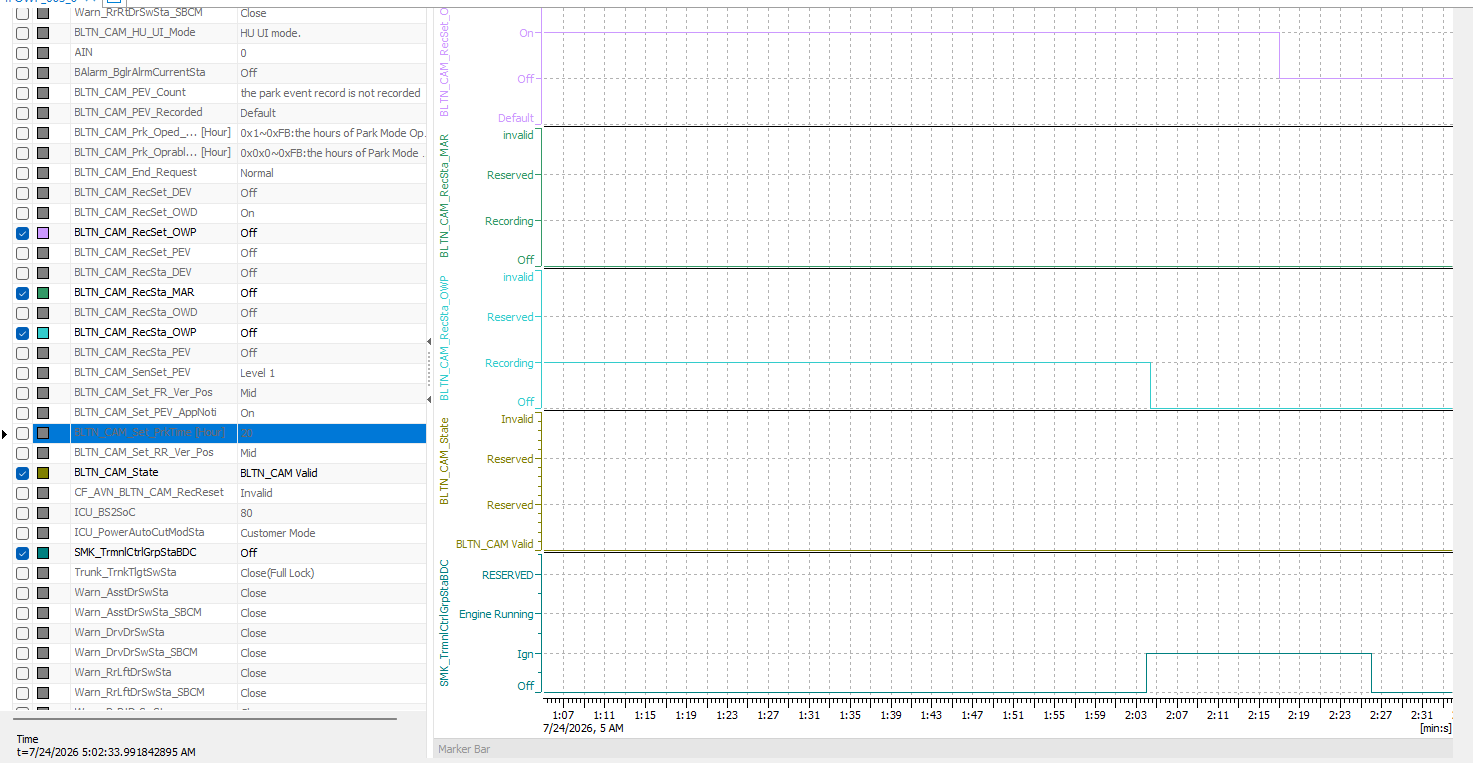 Warn_RrRtDrSwSta_SBCM Close
BLTN_CAM_HU_UI_Mode HU UI mode.
AIN 0
BAlarm_BglrAlrmCurrentSta Off
BLTN_CAM_PEV_Count the park event record is not recorded
BLTN_CAM_PEV_Recorded Default
BLTN_CAM_Prk_Oped_... [Hour] 0x1~0xFB:the hours of Park Mode Op...
BLTN_CAM_Prk_Oprabl... [Hour] 0x0x0~0xFB:the hours of Park Mode ...
BLTN_CAM_End_Request Normal
BLTN_CAM_RecSet_DEV Off
BLTN_CAM_RecSet_OWD On
BLTN_CAM_RecSet_OWP Off
BLTN_CAM_RecSet_PEV Off
BLTN_CAM_RecSta_DEV Off
BLTN_CAM_RecSta_MAR Off
BLTN_CAM_RecSta_OWD Off
BLTN_CAM_RecSta_OWP Off
BLTN_CAM_RecSta_PEV Off
BLTN_CAM_SenSet_PEV Level 1
BLTN_CAM_Set_FR_Ver_Pos Mid
BLTN_CAM_Set_PEV_AppNoti On
BLTN_CAM_Set_PrkTime [Hour] 20
BLTN_CAM_Set_RR_Ver_Pos Mid
BLTN_CAM_State BLTN_CAM Valid
CF_AVN_BLTN_CAM_RecReset Invalid
ICU_BS2SoC 80
ICU_PowerAutoCutModSta Customer Mode
SMK_TrmnlCtrlGrpStaBDC Off
Trunk_TrnkTlgtSwSta Close(Full Lock)
Warn_AsstDrSwSta Close
Warn_AsstDrSwSta_SBCM Close
Warn_DrvDrSwSta Close
Warn_DrvDrSwSta_SBCM Close
Warn_RrLftDrSwSta Close
Warn_RrLftDrSwSta_SBCM Close
Time
t=7/24/2026 5:02:33.991842895 AM
BLTN_CAM_RecSet_O
On
Off
Default
BLTN_CAM_RecSta_MAR
invalid
Reserved
Recording
Off
BLTN_CAM_RecSta_OWP
invalid
Reserved
Recording
Off
BLTN_CAM_State
Invalid
Reserved
Reserved
BLTN_CAM Valid
SMK_TrmnlCtrlGrpStaBDC
RESERVED
Engine Running
Ign
Off
1:07 1:11 1:15 1:19 1:23 1:27 1:31 1:35 1:39 1:43 1:47 1:51 1:55 1:59 2:03 2:07 2:11 2:15 2:19 2:23 2:27 2:31
7/24/2026, 5 AM [min:s]
Marker Bar